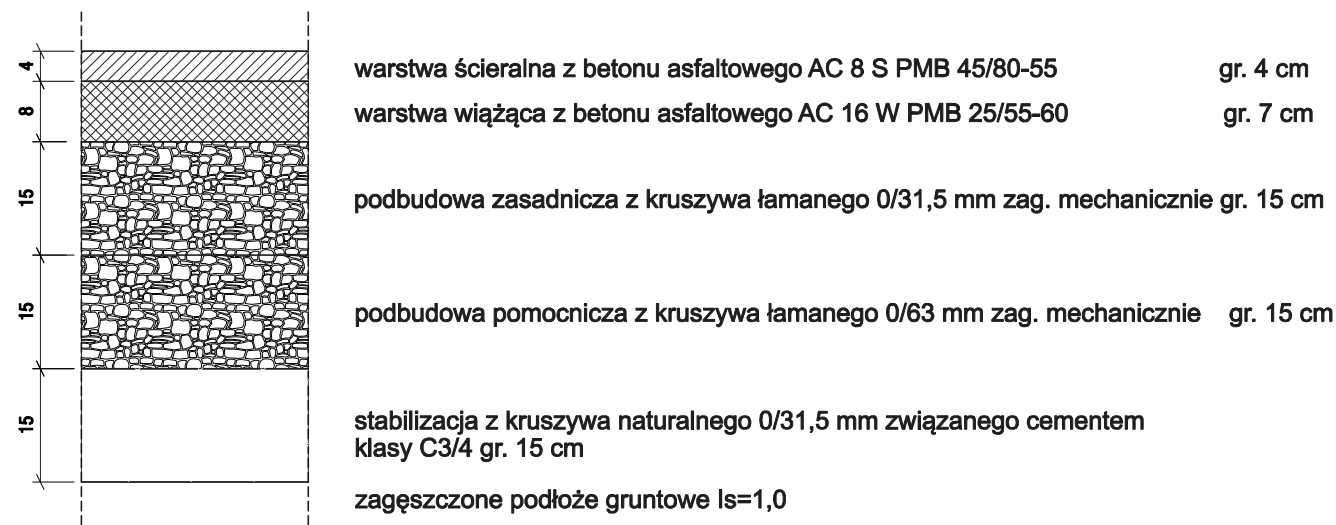 4
warstwa ścieralna z betonu asfaltowego AC 8 S PMB 45/80-55 gr. 4 cm
8
warstwa wiążąca z betonu asfaltowego AC 16 W PMB 25/55-60 gr. 7 cm
15
podbudowa zasadnicza z kruszywa łamanego 0/31,5 mm zag. mechanicznie gr. 15 cm
15
podbudowa pomocnicza z kruszywa łamanego 0/63 mm zag. mechanicznie gr. 15 cm
15
stabilizacja z kruszywa naturalnego 0/31,5 mm związanego cementem
klasy C3/4 gr. 15 cm
zagęszczone podłoże gruntowe Is=1,0